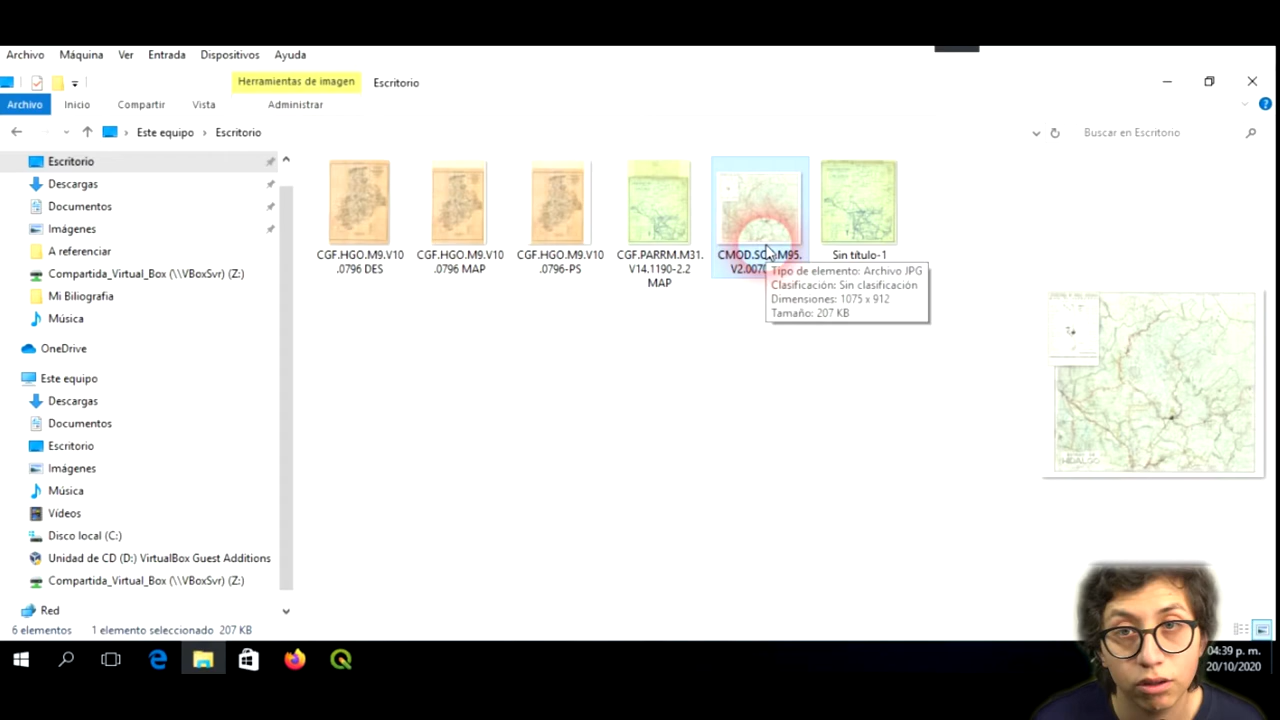 Archivo Máquina Ver Entrada Dispositivos Ayuda
Herramientas de imagen Escritorio
Archivo Inicio Compartir Vista Administrar
Este equipo Escritorio Buscar en Escritorio
Escritorio
Descargas
Documentos
Imágenes
A referenciar
Compartida_Virtual_Box (\\VBoxSvr) (Z:)
Mi Biliografia
Música
OneDrive
Este equipo
Descargas
Documentos
Escritorio
Imágenes
Música
Vídeos
Disco local (C:)
Unidad de CD (D:) VirtualBox Guest Additions
Compartida_Virtual_Box (\\VBoxSvr) (Z:)
Red
CGF.HGO.M9.V10
.0796 DES
CGF.HGO.M9.V10
.0796 MAP
CGF.HGO.M9.V10
.0796-PS
CGF.PARRM.M31.
V14.1190-2.2
MAP
Sin título-1
Tipo de elemento: Archivo JPG
Clasificación: Sin clasificación
Dimensiones: 1075 x 912
Tamaño: 207 KB
HIDALGO
6 elementos 1 elemento seleccionado 207 KB
04:39 p. m.
20/10/2020